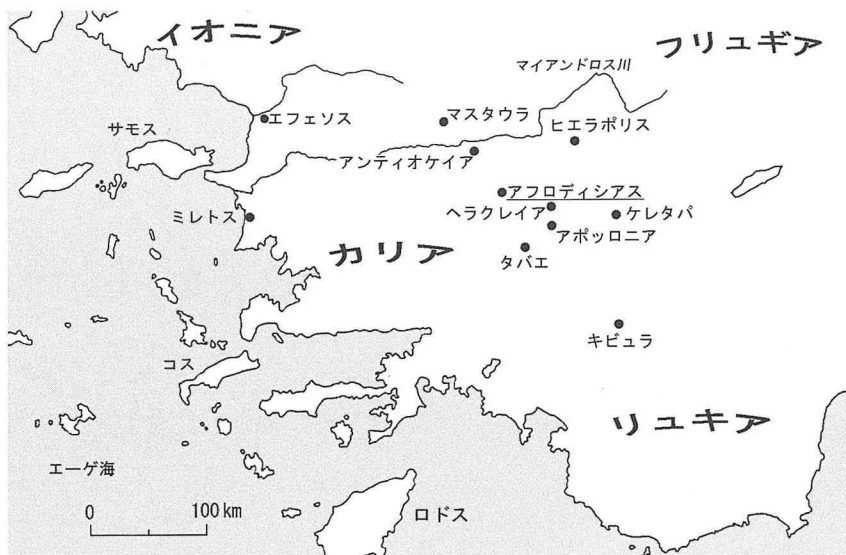 イオニア
フリュギア
マイアンドロス川
エフェソス
マスタウラ
ヒエラポリス
サモス
アンティオケイア
アフロディシアス
ヘラクレイア
ケレタパ
ミレトス
アポッロニア
カリア
タバエ
キビュラ
コス
リュキア
エーゲ海
0
100km
ロドス